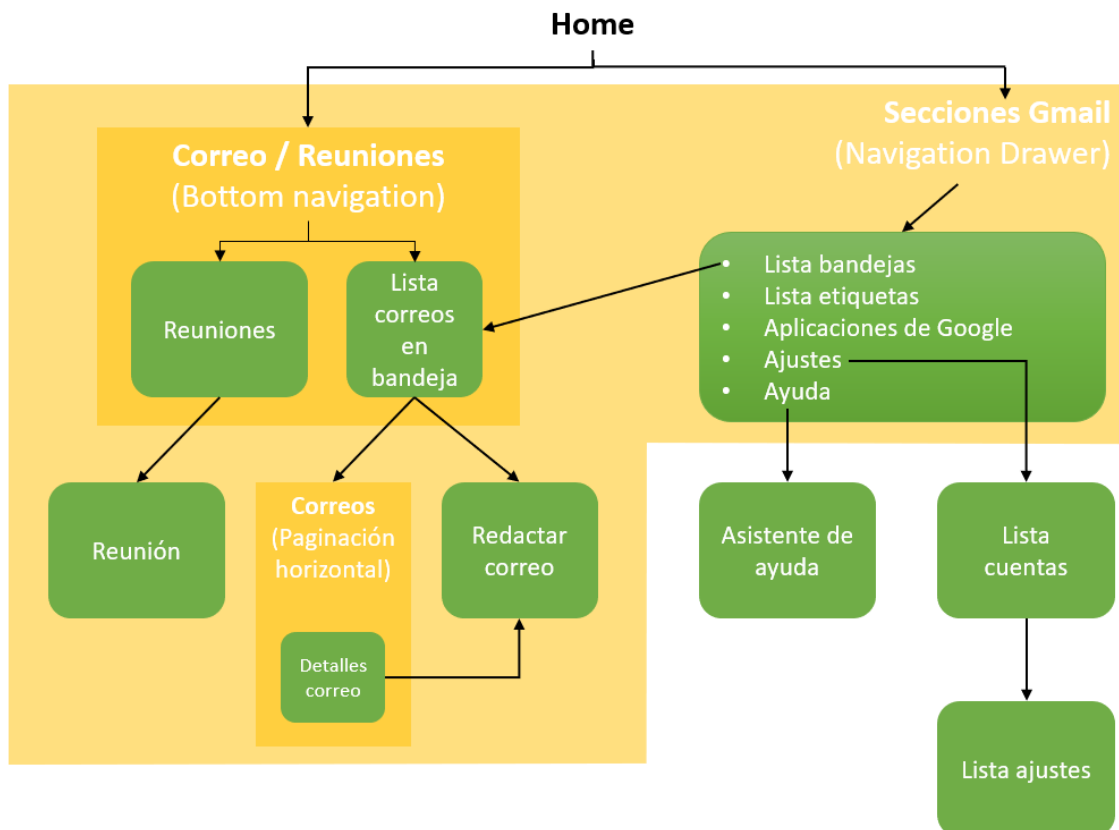 Home
Secciones Gmail
(Navigation Drawer)
Correo / Reuniones
(Bottom navigation)
Reuniones
Lista
correos
en
bandeja
• Lista bandejas
• Lista etiquetas
• Aplicaciones de Google
• Ajustes
• Ayuda
Reunión
Correos
(Paginación
horizontal)
Detalles
correo
Redactar
correo
Asistente de
ayuda
Lista
cuentas
Lista ajustes